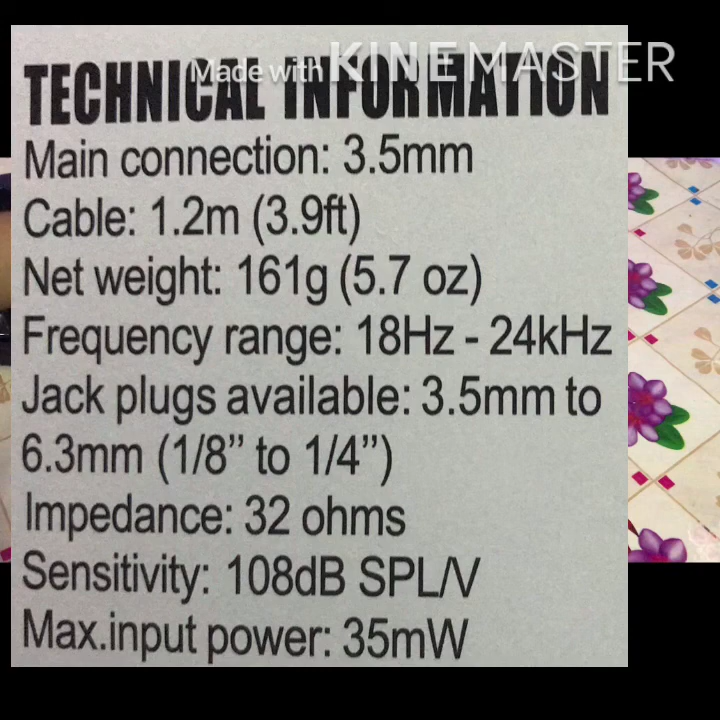 Made with KINEMASTER
TECHNICAL INFORMATION
Main connection: 3.5mm
Cable: 1.2m (3.9ft)
Net weight: 161g (5.7 oz)
Frequency range: 18Hz - 24kHz
Jack plugs available: 3.5mm to
6.3mm (1/8” to 1/4”)
Impedance: 32 ohms
Sensitivity: 108dB SPL/V
Max.input power: 35mW